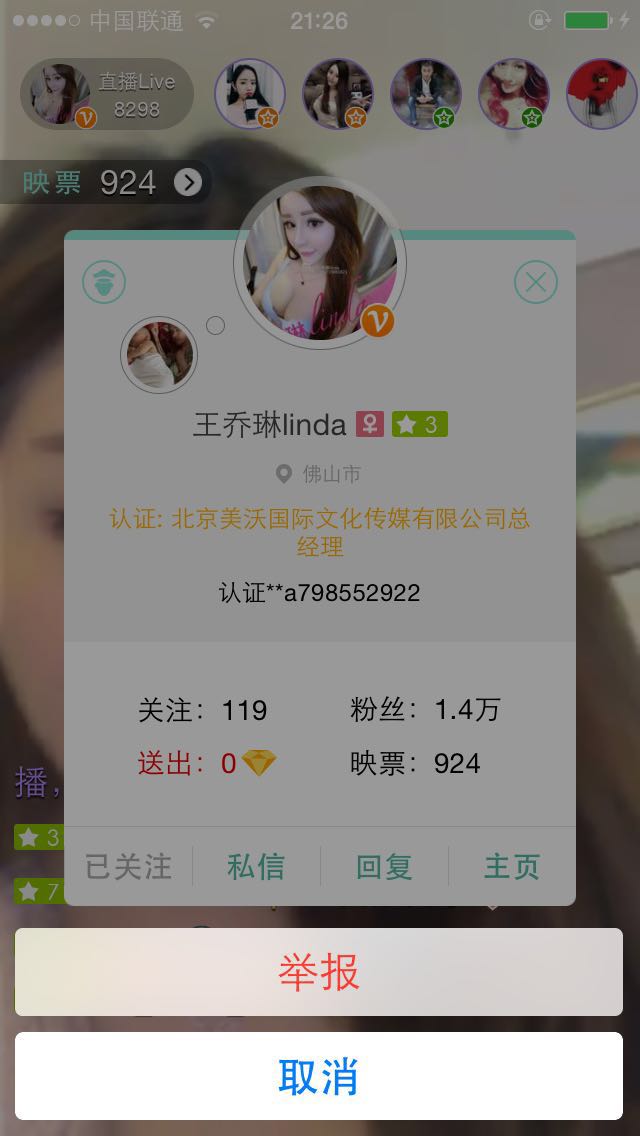 中国联通 21:26
直播Live
8298
映票 924
王乔琳linda 3
佛山市
认证: 北京美沃国际文化传媒有限公司总
经理
认证**a798552922
关注: 119 粉丝: 1.4万
送出: 0 映票: 924
播,
3
已关注 私信 回复 主页
7
举报
取消